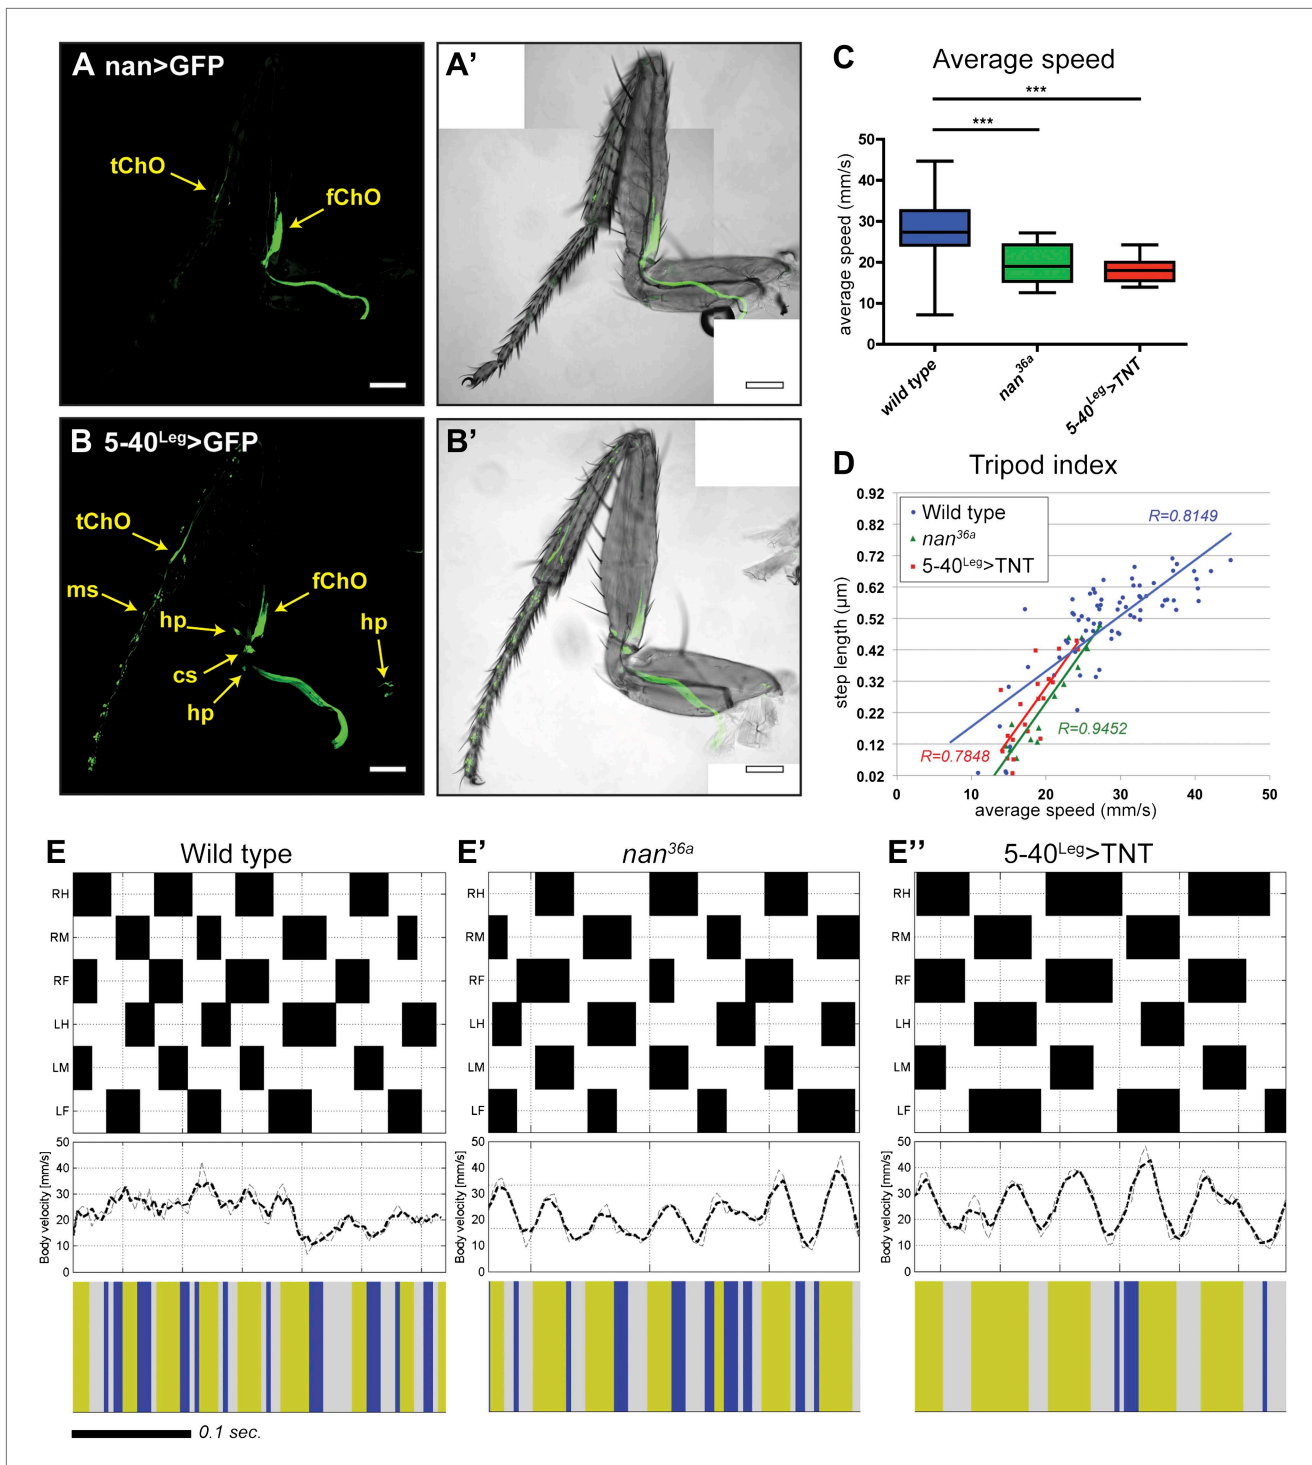 A nan>GFP
tChO
fChO
A’
B 5-40Leg>GFP
tChO
ms
hp
cs
hp
fChO
hp
B’
C
Average speed
***
***
average speed (mm/s)
50
40
30
20
10
0
wild type
nan36a
5-40Leg>TNT
D
Tripod index
step length (μm)
0.92
0.82
0.72
0.62
0.52
0.42
0.32
0.22
0.12
0.02
Wild type
nan36a
5-40Leg>TNT
R=0.8149
R=0.9452
R=0.7848
0 10 20 30 40 50
average speed (mm/s)
E
Wild type
RH
RM
RF
LH
LM
LF
Body velocity [mm/s]
50
40
30
20
10
0
0.1 sec.
E’
nan36a
RH
RM
RF
LH
LM
LF
Body velocity [mm/s]
50
40
30
20
10
0
E’’
5-40Leg>TNT
RH
RM
RF
LH
LM
LF
Body velocity [mm/s]
50
40
30
20
10
0